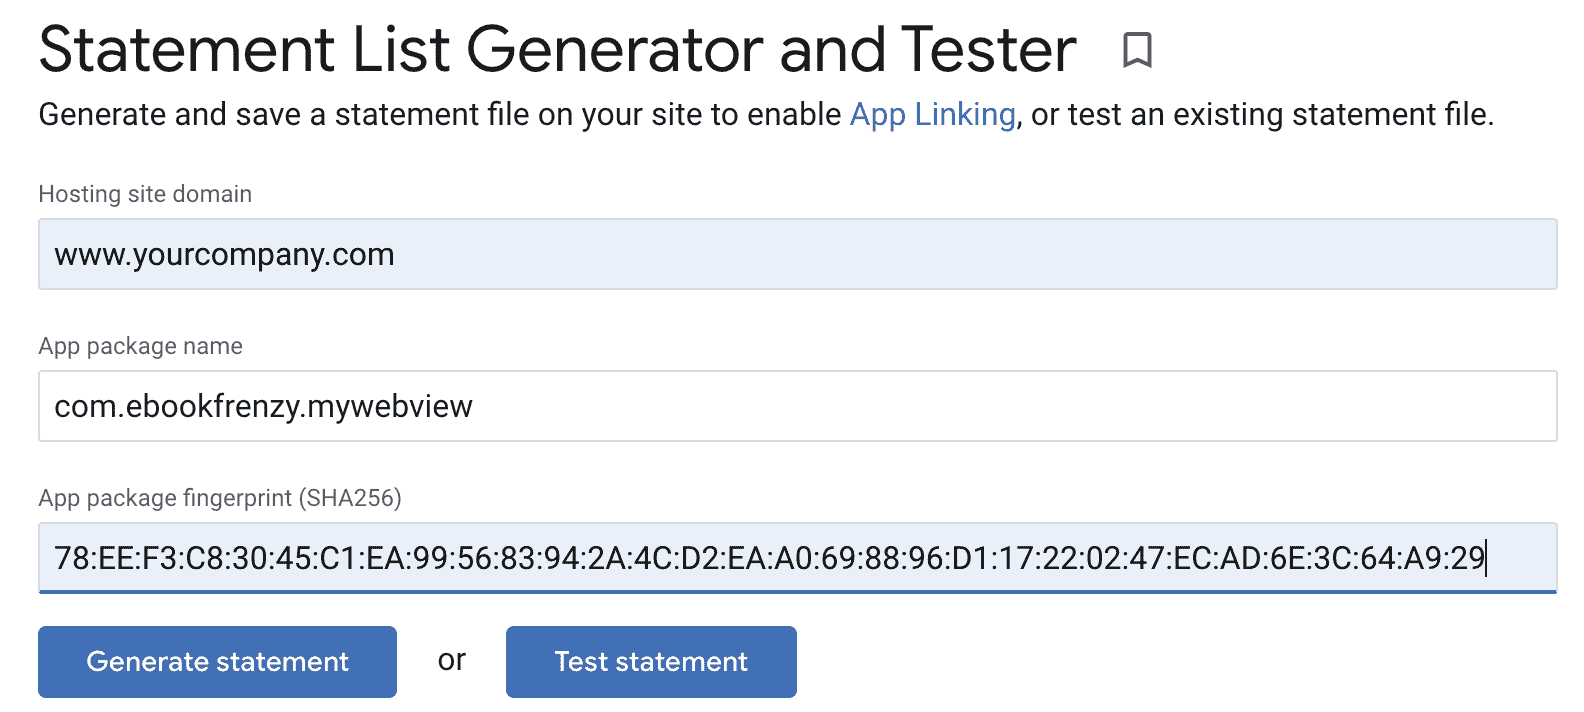 Statement List Generator and Tester
Generate and save a statement file on your site to enable App Linking, or test an existing statement file.
Hosting site domain
www.yourcompany.com
App package name
com.ebookfrenzy.mywebview
App package fingerprint (SHA256)
78:EE:F3:C8:30:45:C1:EA:99:56:83:94:2A:4C:D2:EA:A0:69:88:96:D1:17:22:02:47:EC:AD:6E:3C:64:A9:29
Generate statement or Test statement